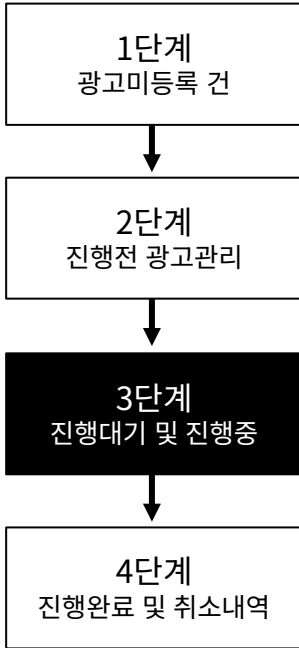 1단계
광고미등록 건
2단계
진행전 광고관리
3단계
진행대기 및 진행중
4단계
진행완료 및 취소내역